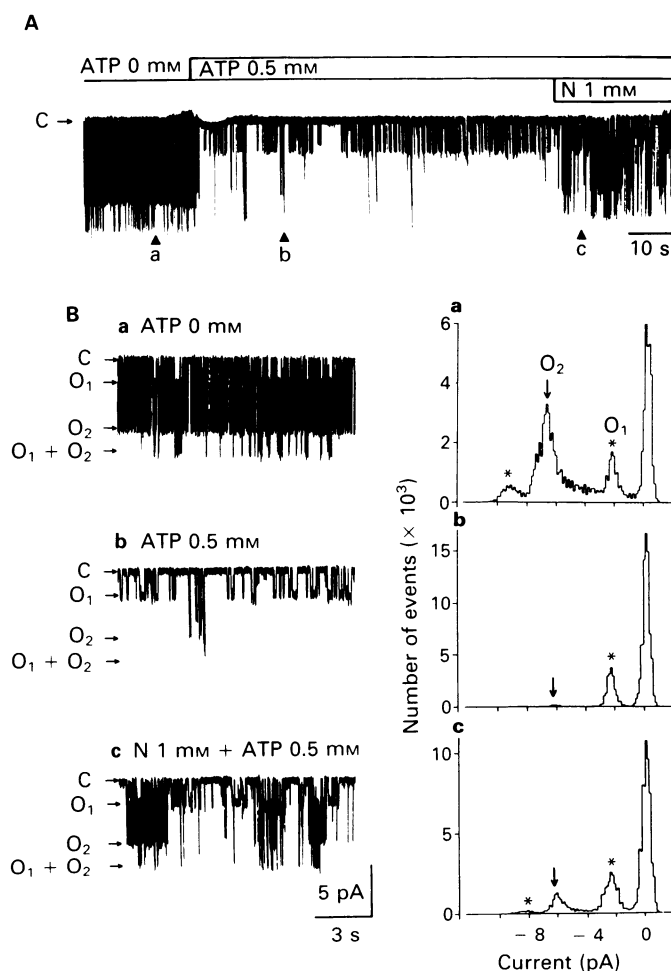 A
ATP 0 mM
ATP 0.5 mM
N 1 mM
C
a
b
c
10 s
B
a ATP 0 mM
C
O₁
O₂
O₁ + O₂
b ATP 0.5 mM
C
O₁
O₂
O₁ + O₂
c N 1 mM + ATP 0.5 mM
C
O₁
O₂
O₁ + O₂
5 pA
3 s
Number of events (× 10³)
a
6
4
2
0
O₂
O₁
*
*
b
15
10
5
0
*
c
10
5
0
*
*
− 8 − 4 0
Current (pA)